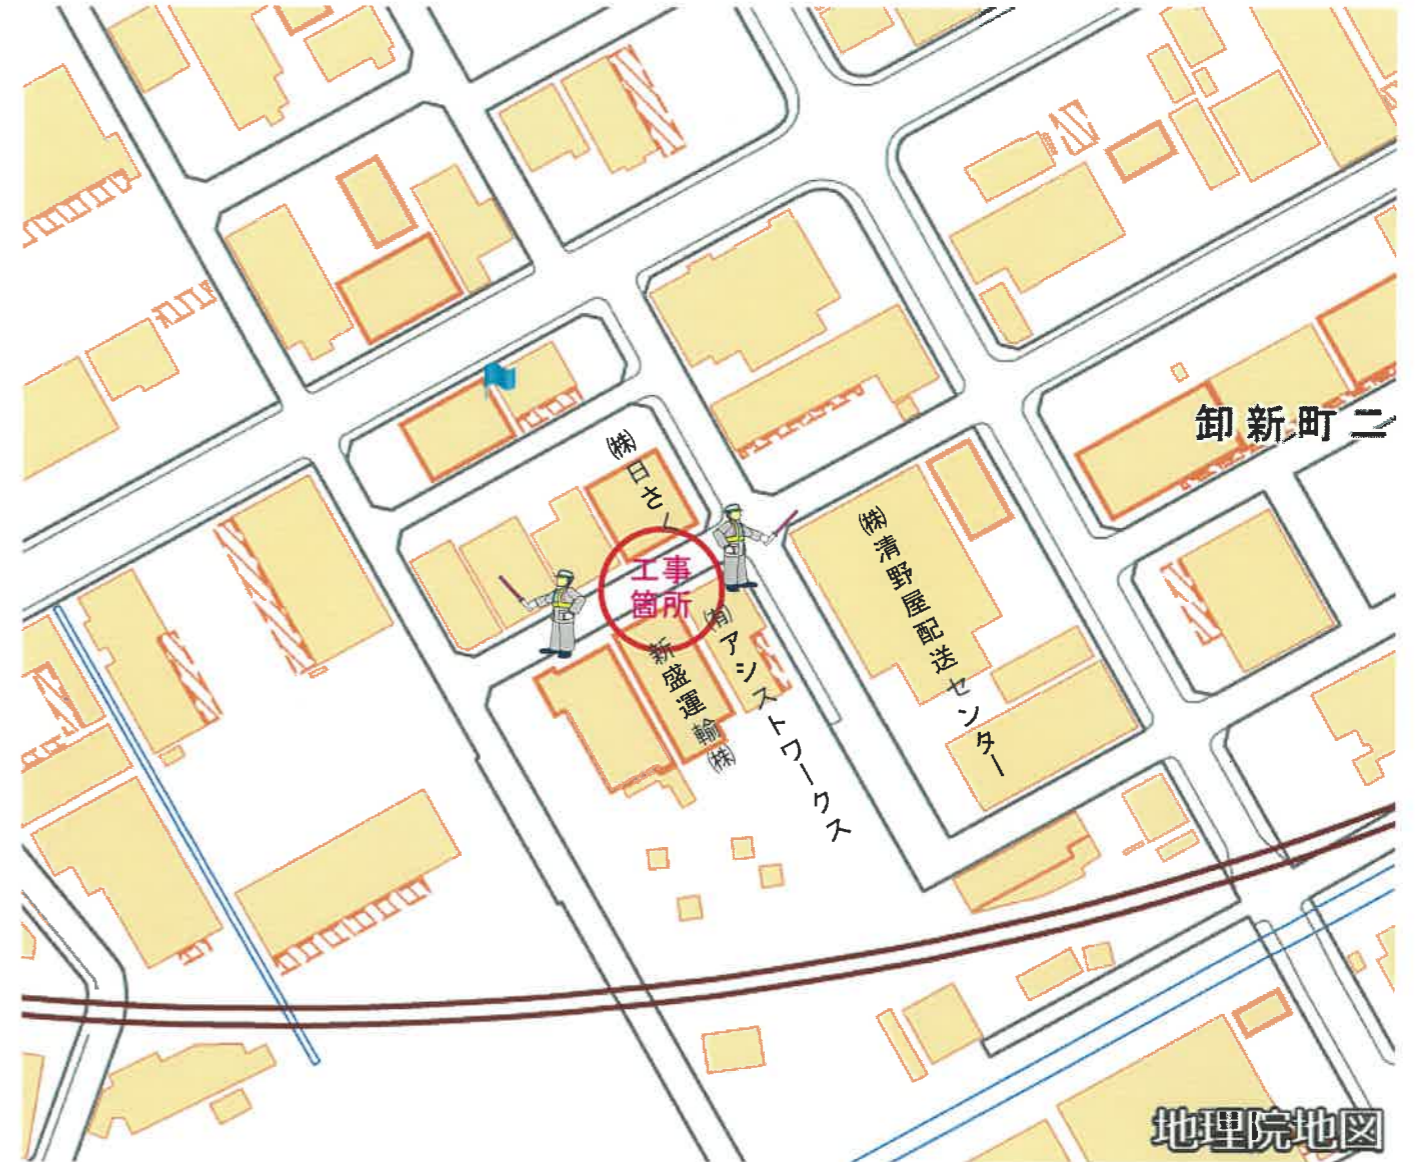 卸新町二
㈱日さく
工事
箇所
㈱清野屋配送センター
㈲アシストワークス
新盛運輸㈱
地理院地図